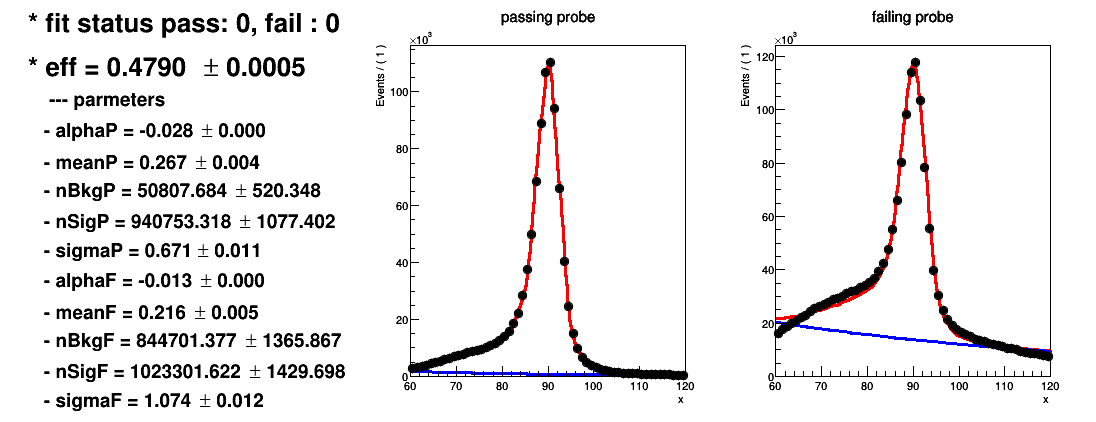 * fit status pass: 0, fail : 0
* eff = 0.4790 ± 0.0005
--- parmeters
- alphaP = -0.028 ± 0.000
- meanP = 0.267 ± 0.004
- nBkgP = 50807.684 ± 520.348
- nSigP = 940753.318 ± 1077.402
- sigmaP = 0.671 ± 0.011
- alphaF = -0.013 ± 0.000
- meanF = 0.216 ± 0.005
- nBkgF = 844701.377 ± 1365.867
- nSigF = 1023301.622 ± 1429.698
- sigmaF = 1.074 ± 0.012
passing probe
×10³
Events / ( 1 )
100
80
60
40
20
0
60 70 80 90 100 110 120
x
failing probe
×10³
Events / ( 1 )
120
100
80
60
40
20
0
60 70 80 90 100 110 120
x